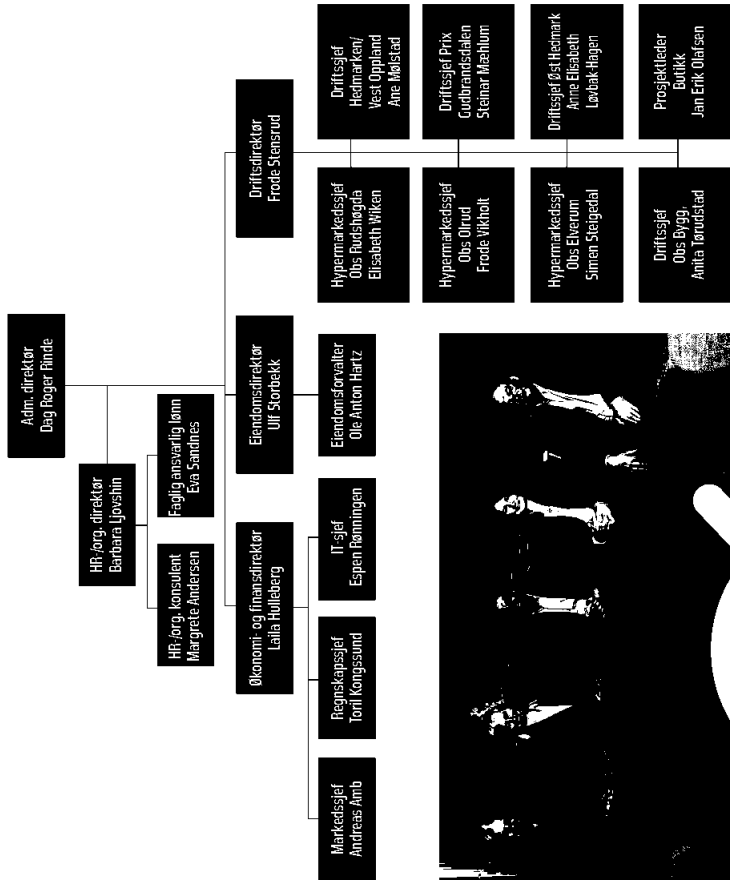 Adm. direktør
Dag Roger Rinde
HR-/org. direktør
Barbara Ljovshin
HR-/org. konsulent
Margrete Andersen
Faglig ansvarlig lønn
Eva Sandnes
Økonomi- og finansdirektør
Laila Hulleberg
Eiendomsdirektør
Ulf Storbekk
Driftsdirektør
Frode Stensrud
Markedssjef
Andreas Amb
Regnskapssjef
Toril Kongssund
IT-sjef
Espen Rønningen
Eiendomsforvalter
Ole Anton Hartz
Hypermarkedssjef
Obs Rudshøgda
Elisabeth Wiken
Driftssjef
Hedmarken/
Vest Oppland
Ane Mølstad
Hypermarkedssjef
Obs Olrud
Frode Vikholt
Driftssjef Prix
Gudbrandsdalen
Steinar Mæhlum
Hypermarkedssjef
Obs Elverum
Simen Steigedal
Driftssjef Øst Hedmark
Anne Elisabeth
Løvbak-Hagen
Driftssjef
Obs Bygg,
Anita Tørudstad
Prosjektleder
Butikk
Jan Erik Olafsen